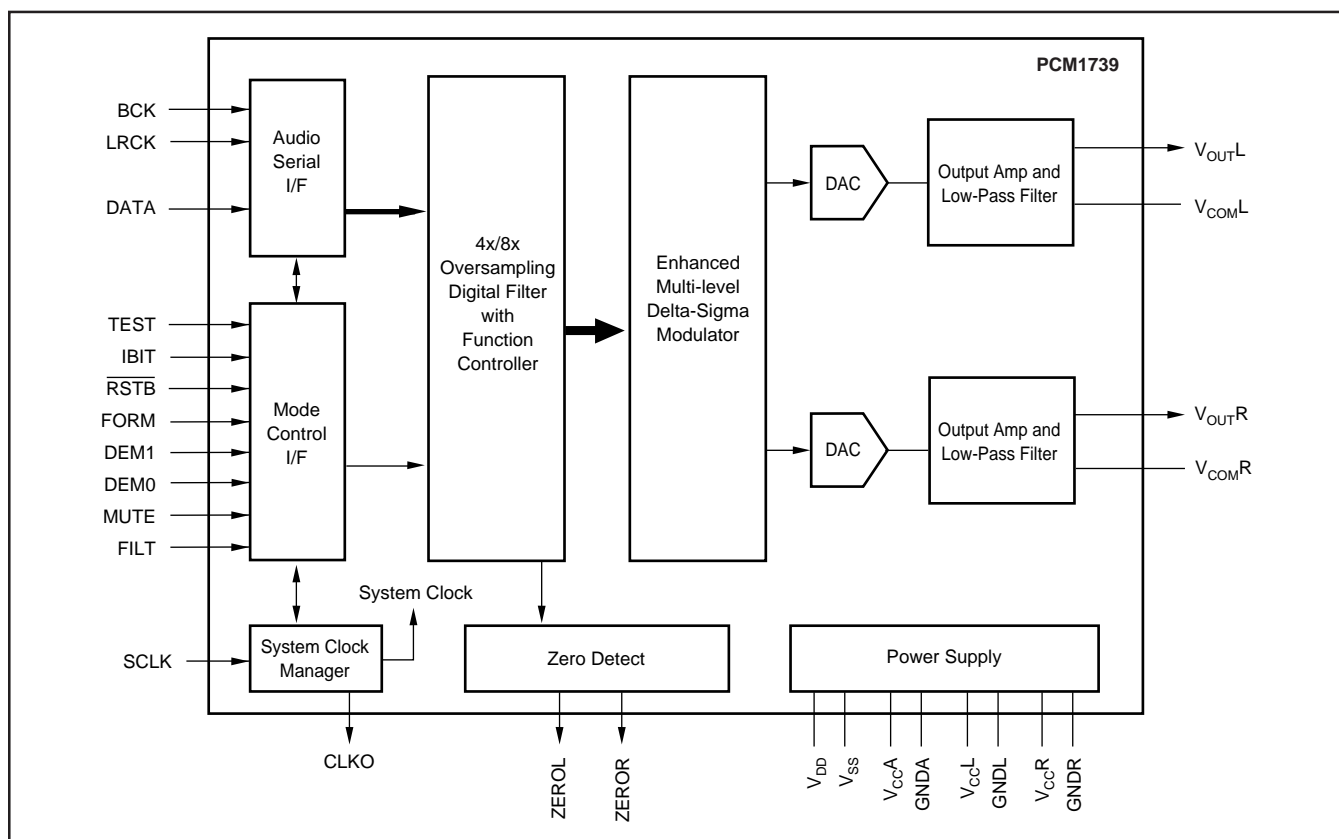 PCM1739
BCK
LRCK
DATA
Audio
Serial
I/F
TEST
IBIT
RSTB
FORM
DEM1
DEM0
MUTE
FILT
Mode
Control
I/F
4x/8x
Oversampling
Digital Filter
with
Function
Controller
Enhanced
Multi-level
Delta-Sigma
Modulator
DAC
Output Amp and
Low-Pass Filter
VOUTL
VCOML
DAC
Output Amp and
Low-Pass Filter
VOUTR
VCOMR
SCLK
System Clock
Manager
System Clock
Zero Detect
Power Supply
CLKO
ZEROL
ZEROR
VDD
VSS
VCCA
GNDA
VCCL
GNDL
VCCR
GNDR